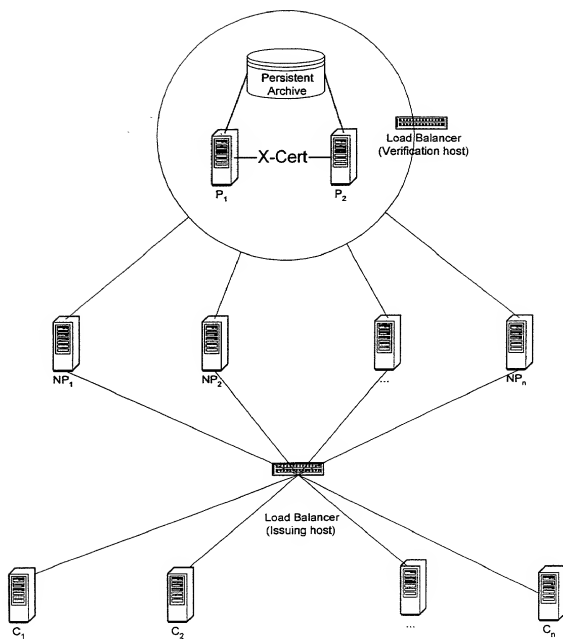 Persistent
Archive
Load Balancer
(Verification host)
X-Cert
P₁
P₂
NP₁
NP₂
...
NPₙ
Load Balancer
(Issuing host)
C₁
C₂
...
Cₙ